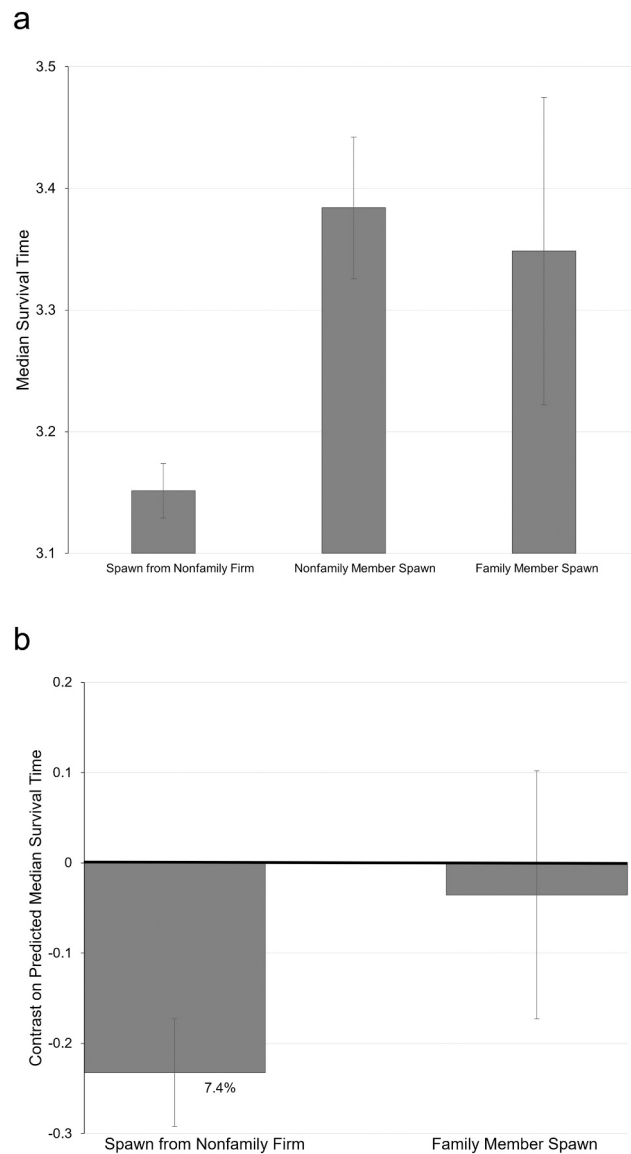 a
3.5
3.4
3.3
3.2
3.1
Median Survival Time
Spawn from Nonfamily Firm
Nonfamily Member Spawn
Family Member Spawn
b
0.2
0.1
0
-0.1
-0.2
-0.3
Contrast on Predicted Median Survival Time
7.4%
Spawn from Nonfamily Firm
Family Member Spawn